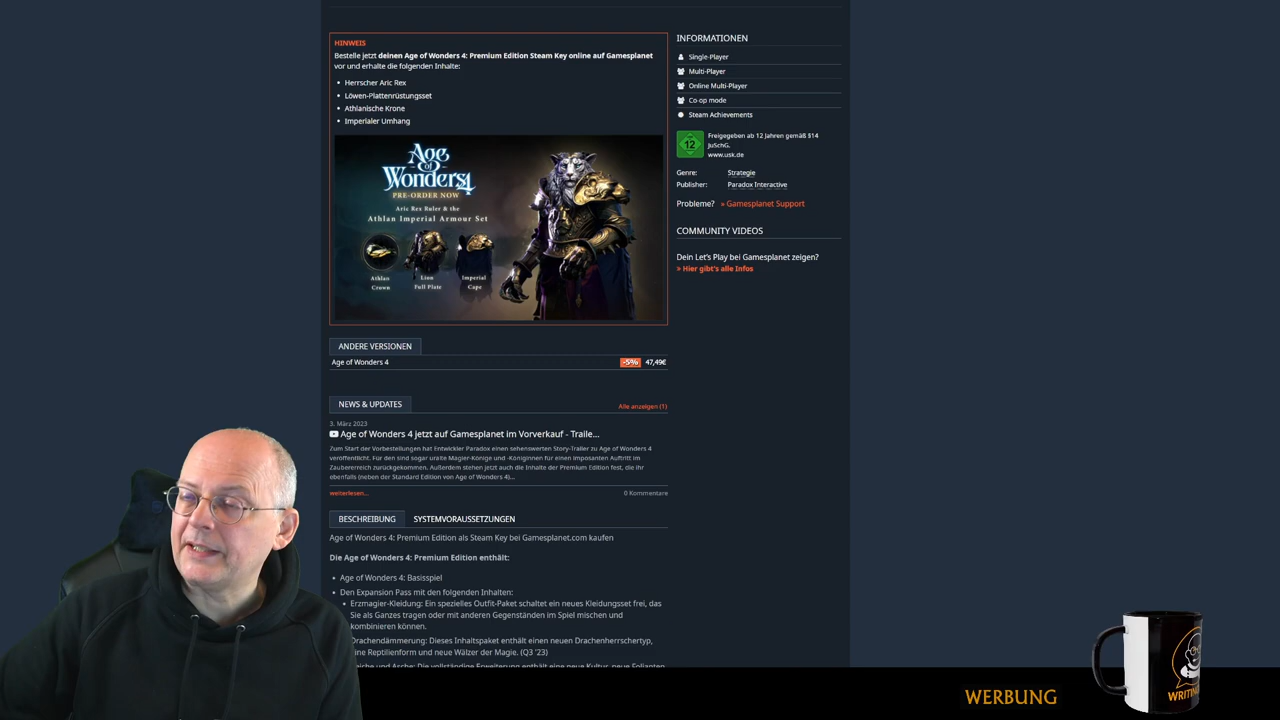 HINWEIS
Bestelle jetzt deinen Age of Wonders 4: Premium Edition Steam Key online auf Gamesplanet
vor und erhalte die folgenden Inhalte:
Herrscher Aric Rex
Löwen-Plattenrüstungsset
Athlanische Krone
Imperialer Umhang
Age
of
Wonders 4
PRE-ORDER NOW
Aric Rex Ruler & the
Athlan Imperial Armour Set
Athlan
Crown
Lion
Full Plate
Imperial
Cape
ANDERE VERSIONEN
Age of Wonders 4 -5% 47,49€
NEWS & UPDATES Alle anzeigen (1)
3. März 2023
Age of Wonders 4 jetzt auf Gamesplanet im Vorverkauf - Traile...
Zum Start der Vorbestellungen hat Entwickler Paradox einen sehenswerten Story-Trailer zu Age of Wonders 4
veröffentlicht. Für den sind sogar uralte Magier-Könige und -Königinnen für einen imposanten Auftritt im
Zaubererreich zurückgekommen. Außerdem stehen jetzt auch die Inhalte der Premium Edition fest, die ihr
ebenfalls (neben der Standard Edition von Age of Wonders 4)...
weiterlesen... 0 Kommentare
BESCHREIBUNG SYSTEMVORAUSSETZUNGEN
Age of Wonders 4: Premium Edition als Steam Key bei Gamesplanet.com kaufen
Die Age of Wonders 4: Premium Edition enthält:
Age of Wonders 4: Basisspiel
Den Expansion Pass mit den folgenden Inhalten:
Erzmagier-Kleidung: Ein spezielles Outfit-Paket schaltet ein neues Kleidungsset frei, das
Sie als Ganzes tragen oder mit anderen Gegenständen im Spiel mischen und
kombinieren können.
Drachendämmerung: Dieses Inhaltspaket enthält einen neuen Drachenherrschertyp,
ine Reptilienform und neue Wälzer der Magie. (Q3 '23)
eiche und Asche: Die vollständige Erweiterung enthält eine neue Kultur, neue Folianten
INFORMATIONEN
Single-Player
Multi-Player
Online Multi-Player
Co-op mode
Steam Achievements
12
Freigegeben ab 12 Jahren gemäß §14
JuSchG.
www.usk.de
Genre: Strategie
Publisher: Paradox Interactive
Probleme? » Gamesplanet Support
COMMUNITY VIDEOS
Dein Let's Play bei Gamesplanet zeigen?
» Hier gibt's alle Infos
WERBUNG